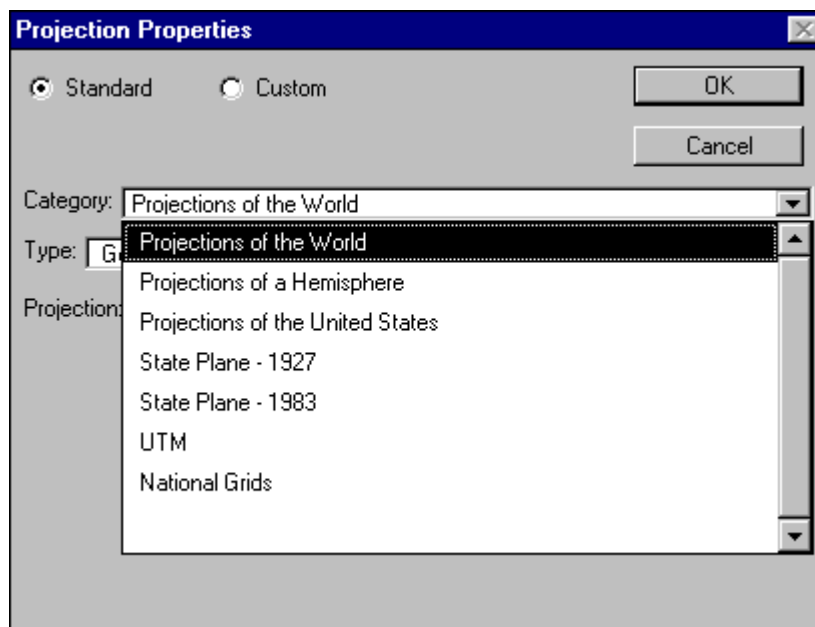 Projection Properties
Standard Custom OK
Cancel
Category: Projections of the World
Projections of the World
Type: G
Projections of a Hemisphere
Projection:
Projections of the United States
State Plane - 1927
State Plane - 1983
UTM
National Grids